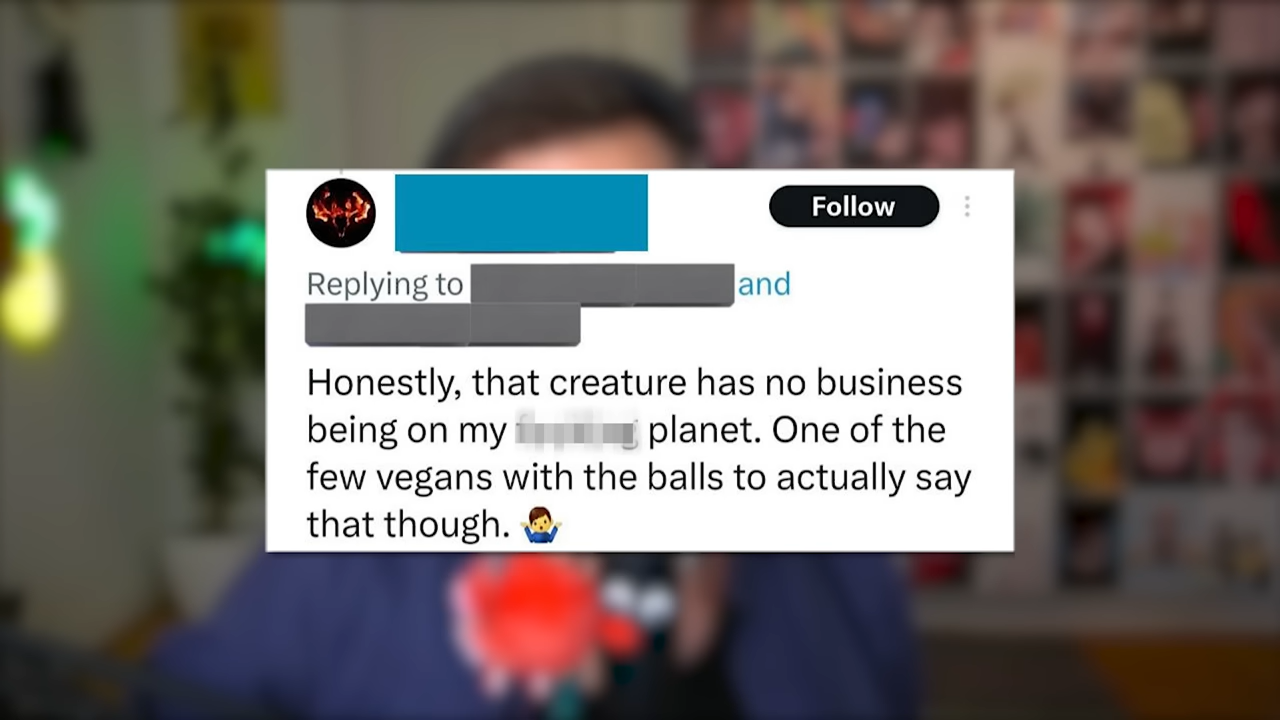 Follow
Replying to and
Honestly, that creature has no business
being on my planet. One of the
few vegans with the balls to actually say
that though. 🤷‍♂️